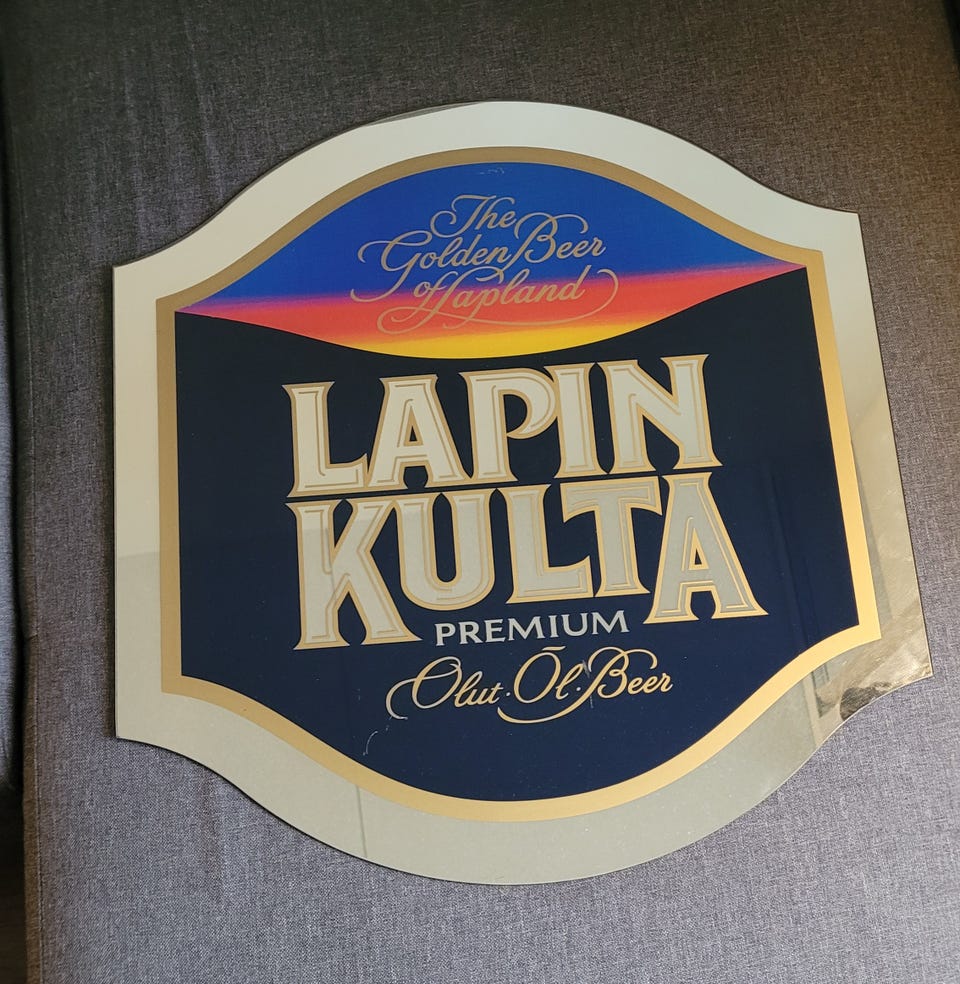 The
Golden Beer
of Lapland
LAPIN
KULTA
PREMIUM
Olut·Öl·Beer